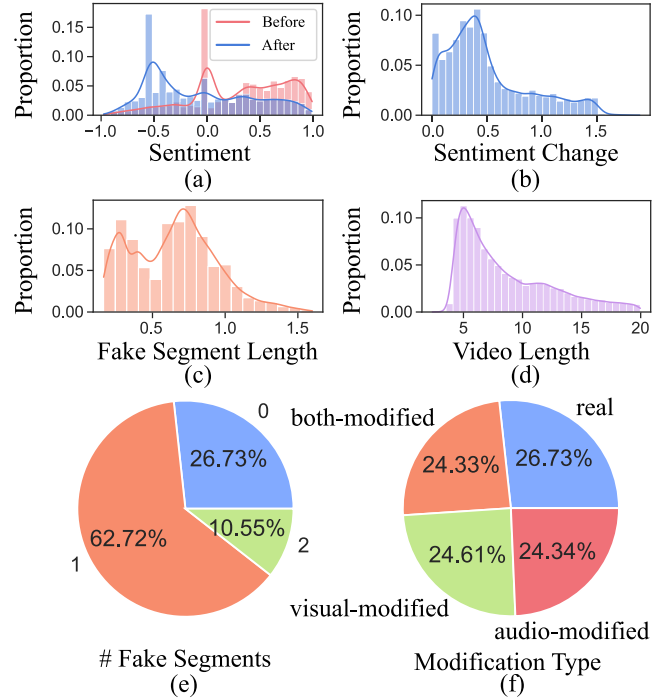 Proportion
0.15
0.10
0.05
0.00
Before
After
−1.0 −0.5 0.0 0.5 1.0
Sentiment
(a)
Proportion
0.10
0.05
0.00
0.0 0.5 1.0 1.5
Sentiment Change
(b)
Proportion
0.10
0.05
0.00
0.5 1.0 1.5
Fake Segment Length
(c)
Proportion
0.10
0.05
0.00
5 10 15 20
Video Length
(d)
0
26.73%
62.72%
10.55%
1
2
# Fake Segments
(e)
both-modified
real
24.33%
26.73%
24.61%
24.34%
visual-modified
audio-modified
Modification Type
(f)